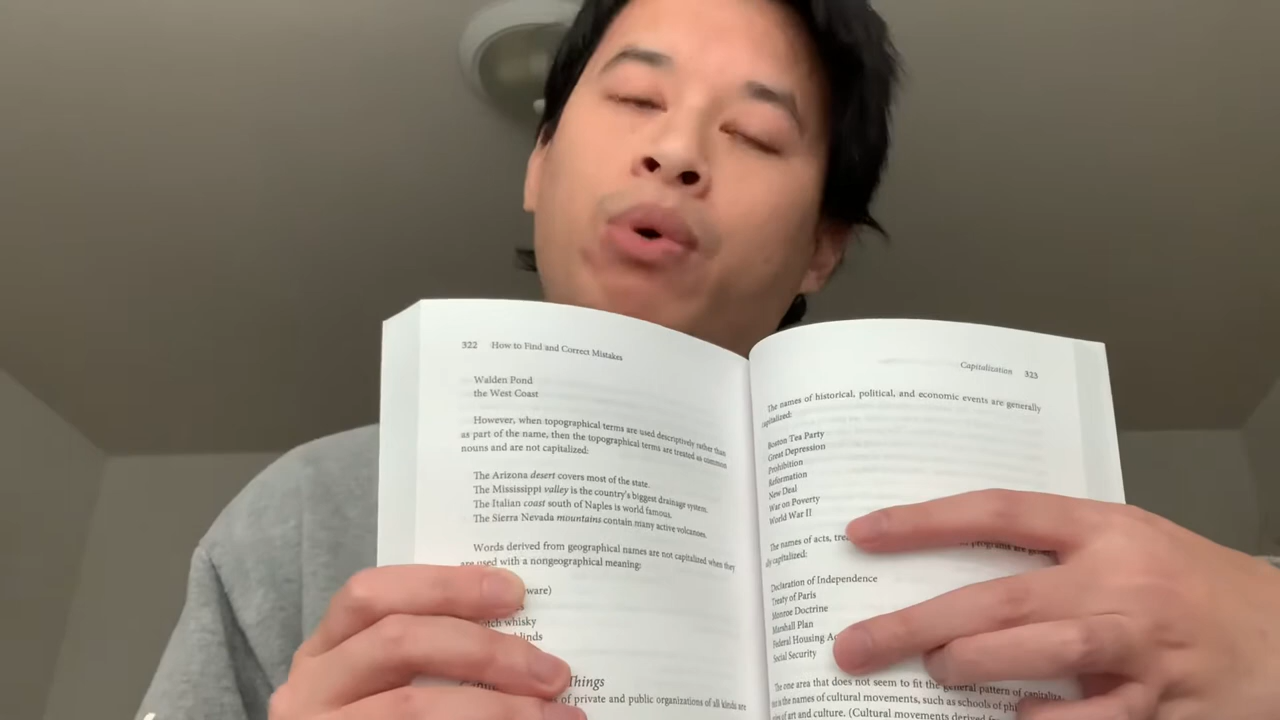 322 How to Find and Correct Mistakes
Walden Pond
the West Coast
However, when topographical terms are used descriptively rather than
as part of the name, then the topographical terms are treated as common
nouns and are not capitalized:
The Arizona desert covers most of the state.
The Mississippi valley is the country's biggest drainage system.
The Italian coast south of Naples is world famous.
The Sierra Nevada mountains contain many active volcanoes.
Words derived from geographical names are not capitalized when they
are used with a nongeographical meaning:
ware)
whisky
Things
of private and public organizations of all kinds are
Capitalization 323
The names of historical, political, and economic events are generally
capitalized:
Boston Tea Party
Great Depression
Prohibition
Reformation
New Deal
War on Poverty
World War II
The names of acts, programs are
capitalized:
Declaration of Independence
Treaty of Paris
Monroe Doctrine
Marshall Plan
Federal Housing
Social Security
The one area that does not seem to fit the general pattern of
is the names of cultural movements, such as schools of
of art and culture. (Cultural movements derived